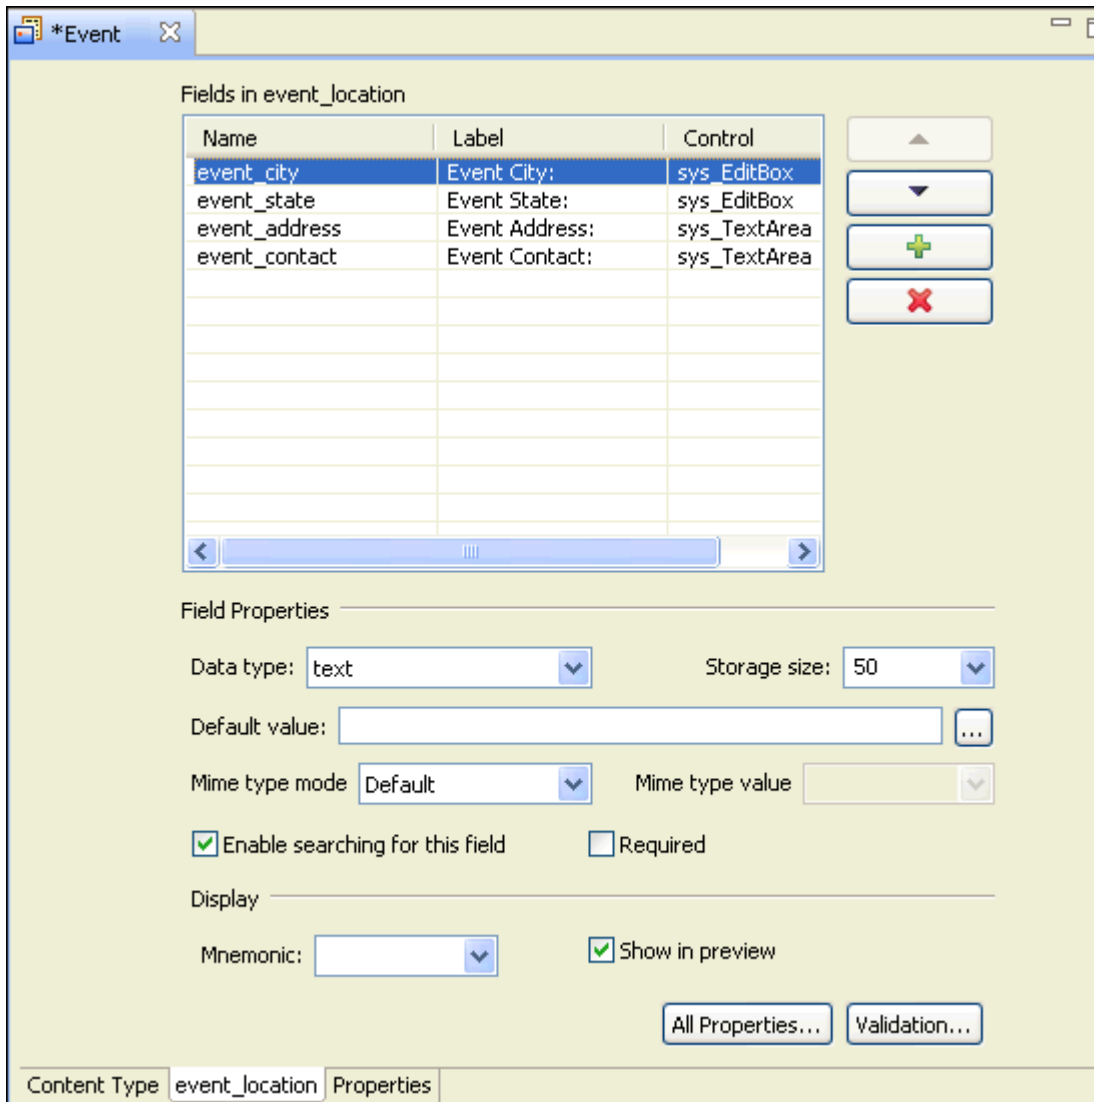 *Event
Fields in event_location
Name Label Control
event_city Event City: sys_EditBox
event_state Event State: sys_EditBox
event_address Event Address: sys_TextArea
event_contact Event Contact: sys_TextArea
Field Properties
Data type: text Storage size: 50
Default value: ...
Mime type mode Default Mime type value
Enable searching for this field Required
Display
Mnemonic: Show in preview
All Properties... Validation...
Content Type event_location Properties